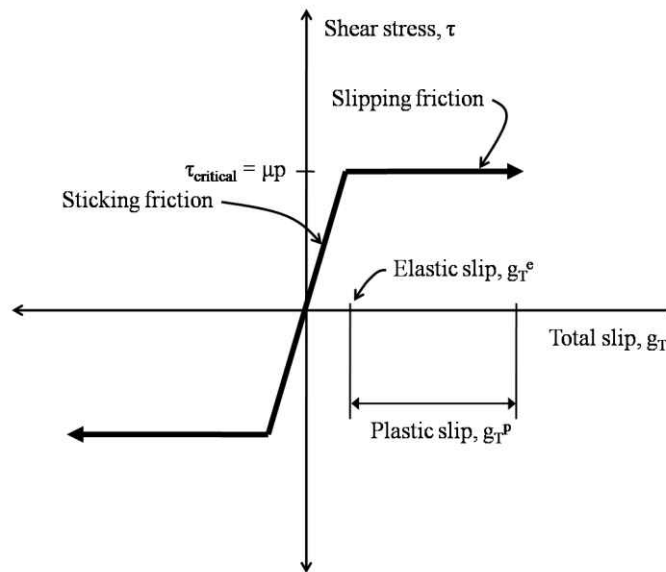 Shear stress, τ
Slipping friction
τcritical = μp
Sticking friction
Elastic slip, gTe
Total slip, gT
Plastic slip, gTp